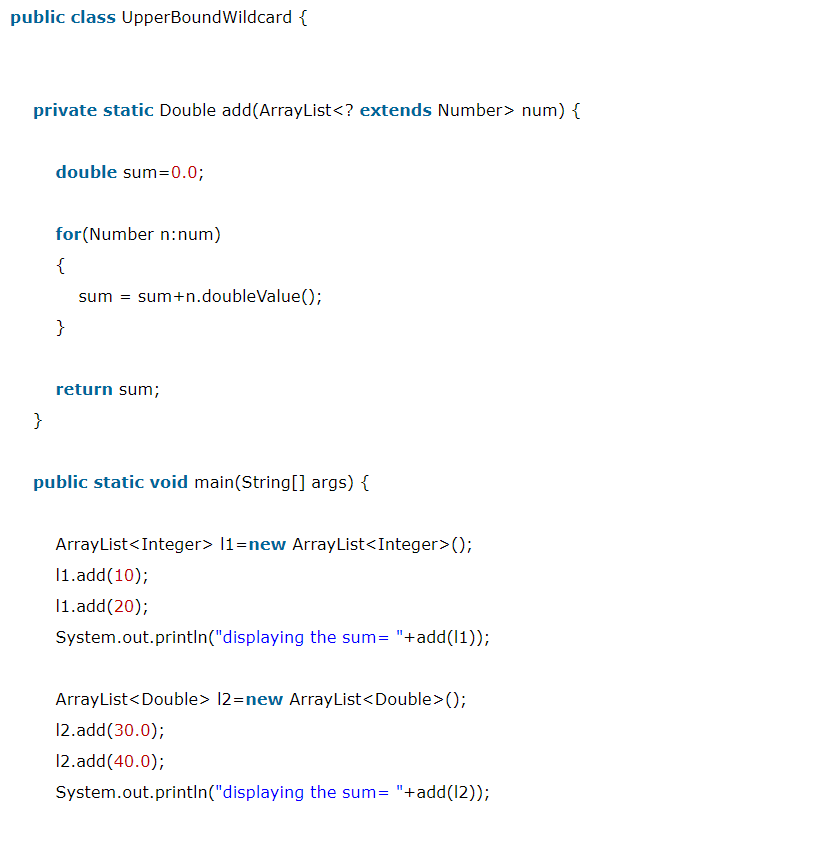 public class UpperBoundWildcard {
private static Double add(ArrayList<? extends Number> num) {
double sum=0.0;
for(Number n:num)
{
sum = sum+n.doubleValue();
}
return sum;
}
public static void main(String[] args) {
ArrayList<Integer> l1=new ArrayList<Integer>();
l1.add(10);
l1.add(20);
System.out.println("displaying the sum= "+add(l1));
ArrayList<Double> l2=new ArrayList<Double>();
l2.add(30.0);
l2.add(40.0);
System.out.println("displaying the sum= "+add(l2));